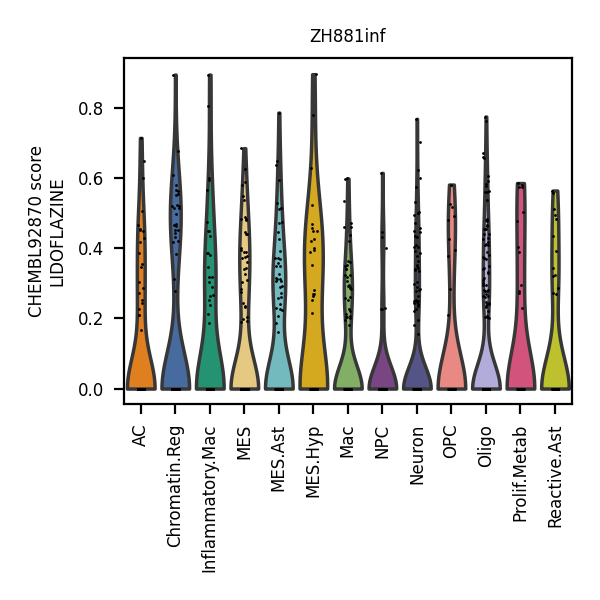 ZH881inf
CHEMBL92870 score
LIDOFLAZINE
0.8
0.6
0.4
0.2
0.0
AC
Chromatin.Reg
Inflammatory.Mac
MES
MES.Ast
MES.Hyp
Mac
NPC
Neuron
OPC
Oligo
Prolif.Metab
Reactive.Ast